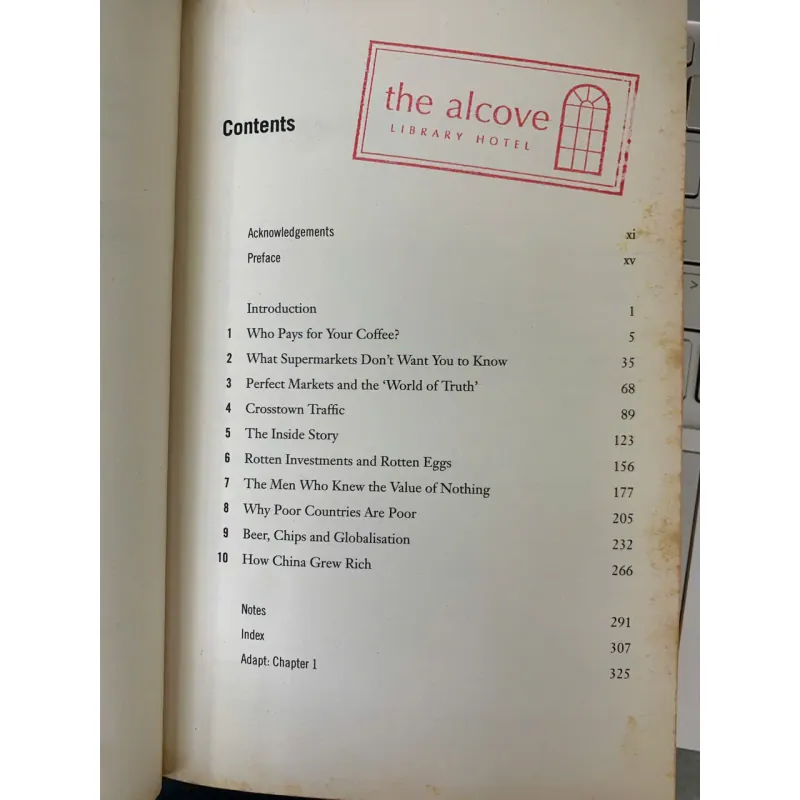 the alcove
LIBRARY HOTEL
Contents
Acknowledgements xi
Preface xv
Introduction 1
1 Who Pays for Your Coffee? 5
2 What Supermarkets Don't Want You to Know 35
3 Perfect Markets and the 'World of Truth' 68
4 Crosstown Traffic 89
5 The Inside Story 123
6 Rotten Investments and Rotten Eggs 156
7 The Men Who Knew the Value of Nothing 177
8 Why Poor Countries Are Poor 205
9 Beer, Chips and Globalisation 232
10 How China Grew Rich 266
Notes 291
Index 307
Adapt: Chapter 1 325